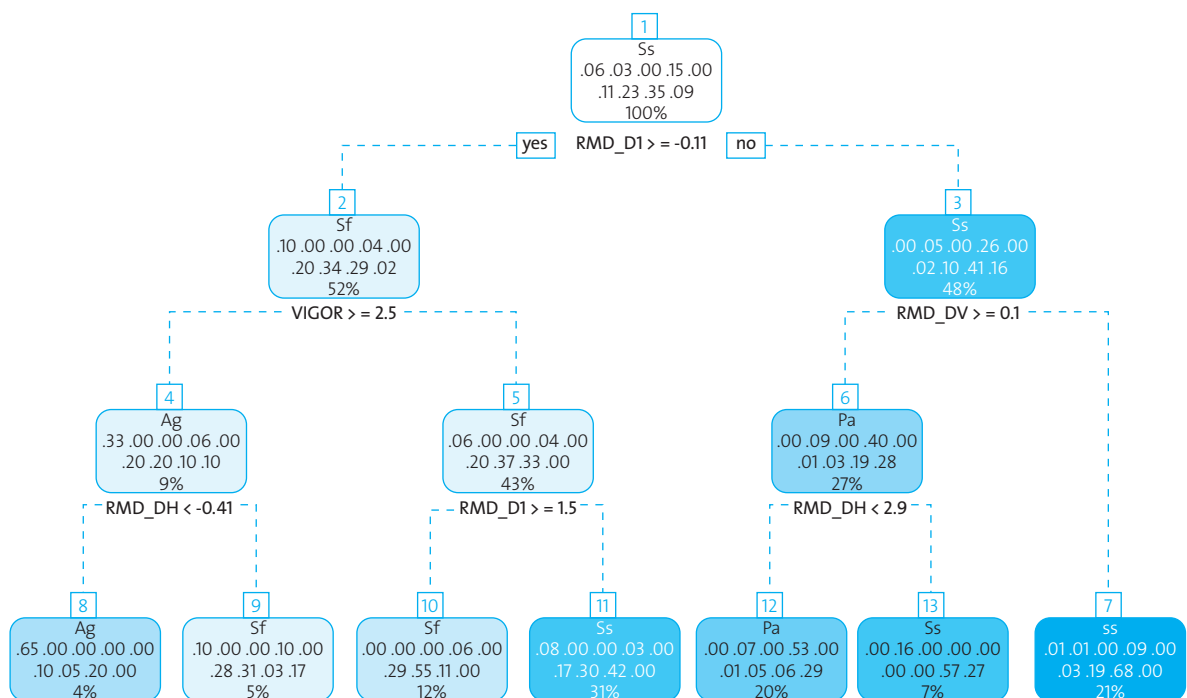 1
Ss
.06 .03 .00 .15 .00
.11 .23 .35 .09
100%
yes RMD_D1 > = -0.11 no
2
Sf
.10 .00 .00 .04 .00
.20 .34 .29 .02
52%
VIGOR > = 2.5
3
Ss
.00 .05 .00 .26 .00
.02 .10 .41 .16
48%
RMD_DV > = 0.1
4
Ag
.33 .00 .00 .06 .00
.20 .20 .10 .10
9%
RMD_DH < -0.41
5
Sf
.06 .00 .00 .04 .00
.20 .37 .33 .00
43%
RMD_D1 > = 1.5
6
Pa
.00 .09 .00 .40 .00
.01 .03 .19 .28
27%
RMD_DH < 2.9
8
Ag
.65 .00 .00 .00 .00
.10 .05 .20 .00
4%
9
Sf
.10 .00 .00 .10 .00
.28 .31 .03 .17
5%
10
Sf
.00 .00 .00 .06 .00
.29 .55 .11 .00
12%
11
Ss
.08 .00 .00 .03 .00
.17 .30 .42 .00
31%
12
Pa
.00 .07 .00 .53 .00
.01 .05 .06 .29
20%
13
Ss
.00 .16 .00 .00 .00
.00 .00 .57 .27
7%
7
ss
.01 .01 .00 .09 .00
.03 .19 .68 .00
21%